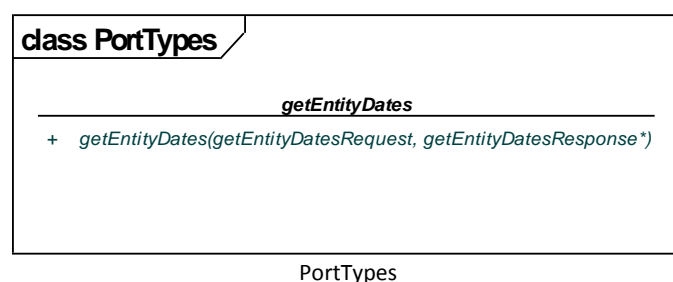 class PortTypes
getEntityDates
+ getEntityDates(getEntityDatesRequest, getEntityDatesResponse*)
PortTypes